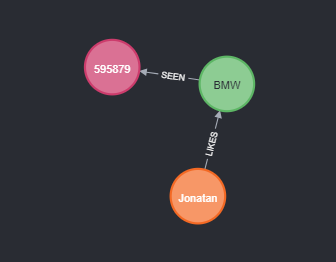 595879
SEEN
BMW
LIKES
Jonatan